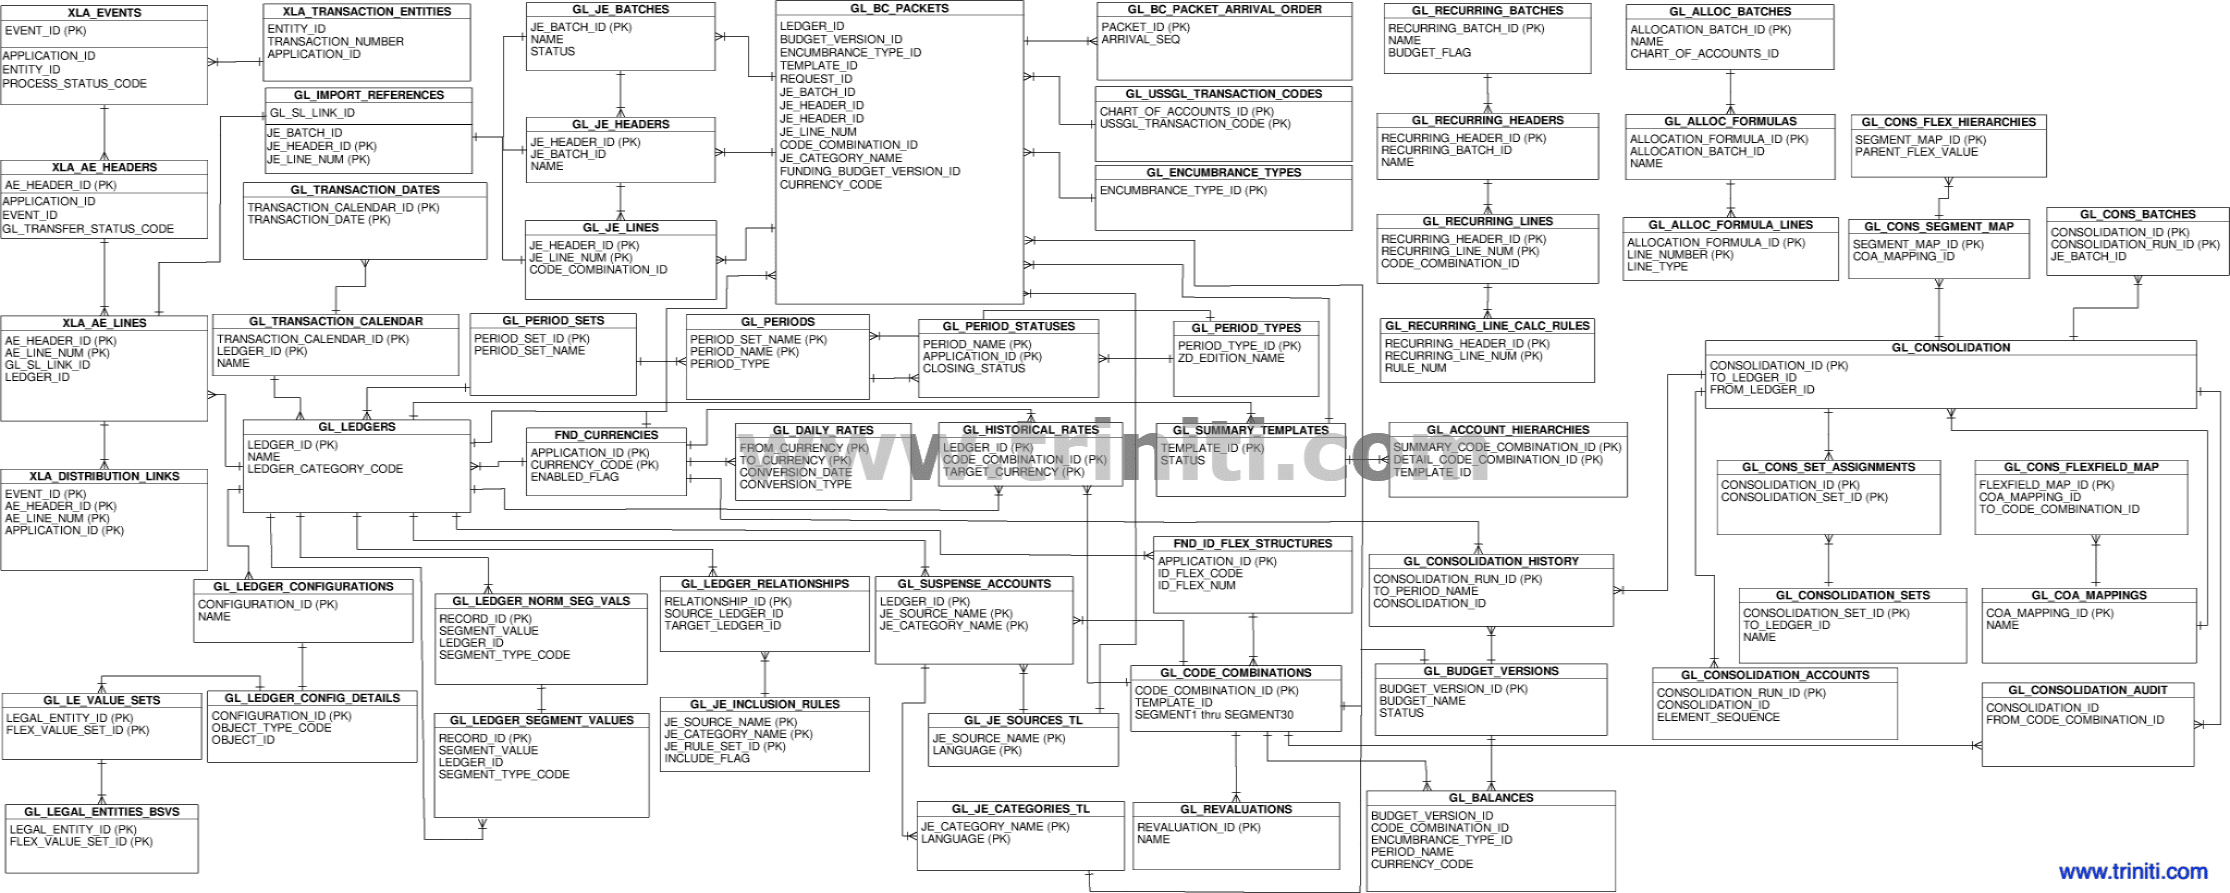 XLA_EVENTS
EVENT_ID (PK)
APPLICATION_ID
ENTITY_ID
PROCESS_STATUS_CODE
XLA_TRANSACTION_ENTITIES
ENTITY_ID
TRANSACTION_NUMBER
APPLICATION_ID
GL_IMPORT_REFERENCES
GL_SL_LINK_ID
JE_BATCH_ID
JE_HEADER_ID (PK)
JE_LINE_NUM (PK)
XLA_AE_HEADERS
AE_HEADER_ID (PK)
APPLICATION_ID
EVENT_ID
GL_TRANSFER_STATUS_CODE
GL_TRANSACTION_DATES
TRANSACTION_CALENDAR_ID (PK)
TRANSACTION_DATE (PK)
GL_JE_BATCHES
JE_BATCH_ID (PK)
NAME
STATUS
GL_JE_HEADERS
JE_HEADER_ID (PK)
JE_BATCH_ID
NAME
GL_JE_LINES
JE_HEADER_ID (PK)
JE_LINE_NUM (PK)
CODE_COMBINATION_ID
GL_BC_PACKETS
LEDGER_ID
BUDGET_VERSION_ID
ENCUMBRANCE_TYPE_ID
TEMPLATE_ID
REQUEST_ID
JE_BATCH_ID
JE_HEADER_ID
JE_HEADER_ID
JE_LINE_NUM
CODE_COMBINATION_ID
JE_CATEGORY_NAME
FUNDING_BUDGET_VERSION_ID
CURRENCY_CODE
GL_BC_PACKET_ARRIVAL_ORDER
PACKET_ID (PK)
ARRIVAL_SEQ
GL_USSGL_TRANSACTION_CODES
CHART_OF_ACCOUNTS_ID (PK)
USSGL_TRANSACTION_CODE (PK)
GL_ENCUMBRANCE_TYPES
ENCUMBRANCE_TYPE_ID (PK)
GL_RECURRING_BATCHES
RECURRING_BATCH_ID (PK)
NAME
BUDGET_FLAG
GL_RECURRING_HEADERS
RECURRING_HEADER_ID (PK)
RECURRING_BATCH_ID
NAME
GL_RECURRING_LINES
RECURRING_HEADER_ID (PK)
RECURRING_LINE_NUM (PK)
CODE_COMBINATION_ID
GL_RECURRING_LINE_CALC_RULES
RECURRING_HEADER_ID (PK)
RECURRING_LINE_NUM (PK)
RULE_NUM
GL_ALLOC_BATCHES
ALLOCATION_BATCH_ID (PK)
NAME
CHART_OF_ACCOUNTS_ID
GL_ALLOC_FORMULAS
ALLOCATION_FORMULA_ID (PK)
ALLOCATION_BATCH_ID
NAME
GL_ALLOC_FORMULA_LINES
ALLOCATION_FORMULA_ID (PK)
LINE_NUMBER (PK)
LINE_TYPE
GL_CONS_FLEX_HIERARCHIES
SEGMENT_MAP_ID (PK)
PARENT_FLEX_VALUE
GL_CONS_SEGMENT_MAP
SEGMENT_MAP_ID (PK)
COA_MAPPING_ID
GL_CONS_BATCHES
CONSOLIDATION_ID (PK)
CONSOLIDATION_RUN_ID (PK)
JE_BATCH_ID
XLA_AE_LINES
AE_HEADER_ID (PK)
AE_LINE_NUM (PK)
GL_SL_LINK_ID
LEDGER_ID
GL_TRANSACTION_CALENDAR
TRANSACTION_CALENDAR_ID (PK)
LEDGER_ID (PK)
NAME
GL_PERIOD_SETS
PERIOD_SET_ID (PK)
PERIOD_SET_NAME
GL_PERIODS
PERIOD_SET_NAME (PK)
PERIOD_NAME (PK)
PERIOD_TYPE
GL_PERIOD_STATUSES
PERIOD_NAME (PK)
APPLICATION_ID (PK)
CLOSING_STATUS
GL_PERIOD_TYPES
PERIOD_TYPE_ID (PK)
ZD_EDITION_NAME
GL_CONSOLIDATION
CONSOLIDATION_ID (PK)
TO_LEDGER_ID
FROM_LEDGER_ID
GL_LEDGERS
LEDGER_ID (PK)
NAME
LEDGER_CATEGORY_CODE
FND_CURRENCIES
APPLICATION_ID (PK)
CURRENCY_CODE (PK)
ENABLED_FLAG
GL_DAILY_RATES
FROM_CURRENCY (PK)
TO_CURRENCY (PK)
CONVERSION_DATE
CONVERSION_TYPE
GL_HISTORICAL_RATES
LEDGER_ID (PK)
CODE_COMBINATION_ID (PK)
TARGET_CURRENCY (PK)
GL_SUMMARY_TEMPLATES
TEMPLATE_ID (PK)
STATUS
GL_ACCOUNT_HIERARCHIES
SUMMARY_CODE_COMBINATION_ID (PK)
DETAIL_CODE_COMBINATION_ID (PK)
TEMPLATE_ID
www.triniti.com
XLA_DISTRIBUTION_LINKS
EVENT_ID (PK)
AE_HEADER_ID (PK)
AE_LINE_NUM (PK)
APPLICATION_ID (PK)
GL_CONS_SET_ASSIGNMENTS
CONSOLIDATION_ID (PK)
CONSOLIDATION_SET_ID (PK)
GL_CONS_FLEXFIELD_MAP
FLEXFIELD_MAP_ID (PK)
COA_MAPPING_ID
TO_CODE_COMBINATION_ID
GL_LEDGER_CONFIGURATIONS
CONFIGURATION_ID (PK)
NAME
GL_LEDGER_NORM_SEG_VALS
RECORD_ID (PK)
SEGMENT_VALUE
LEDGER_ID
SEGMENT_TYPE_CODE
GL_LEDGER_RELATIONSHIPS
RELATIONSHIP_ID (PK)
SOURCE_LEDGER_ID
TARGET_LEDGER_ID
GL_SUSPENSE_ACCOUNTS
LEDGER_ID (PK)
JE_SOURCE_NAME (PK)
JE_CATEGORY_NAME (PK)
FND_ID_FLEX_STRUCTURES
APPLICATION_ID (PK)
ID_FLEX_CODE
ID_FLEX_NUM
GL_CONSOLIDATION_HISTORY
CONSOLIDATION_RUN_ID (PK)
TO_PERIOD_NAME
CONSOLIDATION_ID
GL_CONSOLIDATION_SETS
CONSOLIDATION_SET_ID (PK)
TO_LEDGER_ID
NAME
GL_COA_MAPPINGS
COA_MAPPING_ID (PK)
NAME
GL_LE_VALUE_SETS
LEGAL_ENTITY_ID (PK)
FLEX_VALUE_SET_ID (PK)
GL_LEDGER_CONFIG_DETAILS
CONFIGURATION_ID (PK)
OBJECT_TYPE_CODE
OBJECT_ID
GL_LEDGER_SEGMENT_VALUES
RECORD_ID (PK)
SEGMENT_VALUE
LEDGER_ID
SEGMENT_TYPE_CODE
GL_JE_INCLUSION_RULES
JE_SOURCE_NAME (PK)
JE_CATEGORY_NAME (PK)
JE_RULE_SET_ID (PK)
INCLUDE_FLAG
GL_JE_SOURCES_TL
JE_SOURCE_NAME (PK)
LANGUAGE (PK)
GL_CODE_COMBINATIONS
CODE_COMBINATION_ID (PK)
TEMPLATE_ID
SEGMENT1 thru SEGMENT30
GL_BUDGET_VERSIONS
BUDGET_VERSION_ID (PK)
BUDGET_NAME
STATUS
GL_CONSOLIDATION_ACCOUNTS
CONSOLIDATION_RUN_ID (PK)
CONSOLIDATION_ID
ELEMENT_SEQUENCE
GL_CONSOLIDATION_AUDIT
CONSOLIDATION_ID
FROM_CODE_COMBINATION_ID
GL_LEGAL_ENTITIES_BSVS
LEGAL_ENTITY_ID (PK)
FLEX_VALUE_SET_ID (PK)
GL_JE_CATEGORIES_TL
JE_CATEGORY_NAME (PK)
LANGUAGE (PK)
GL_REVALUATIONS
REVALUATION_ID (PK)
NAME
GL_BALANCES
BUDGET_VERSION_ID
CODE_COMBINATION_ID
ENCUMBRANCE_TYPE_ID
PERIOD_NAME
CURRENCY_CODE
www.triniti.com